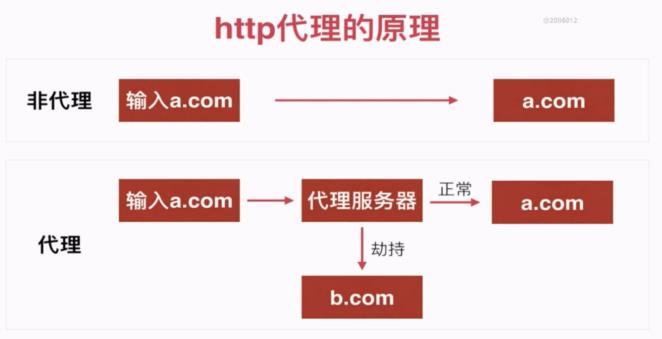 http代理的原理
@2006012
非代理
输入a.com
a.com
代理
输入a.com
代理服务器
正常
a.com
劫持
b.com